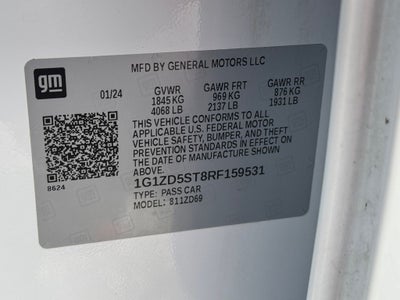 MFD BY GENERAL MOTORS LLC
gm
01/24 GVWR GAWR FRT GAWR RR
1845 KG 969 KG 876 KG
4068 LB 2137 LB 1931 LB
THIS VEHICLE CONFORMS TO ALL
APPLICABLE U.S. FEDERAL MOTOR
VEHICLE SAFETY, BUMPER, AND THEFT
PREVENTION STANDARDS IN EFFECT ON
THE DATE OF MANUFACTURE SHOWN
ABOVE.
8624
1G1ZD5ST8RF159531
TYPE: PASS CAR
MODEL: 811ZD69